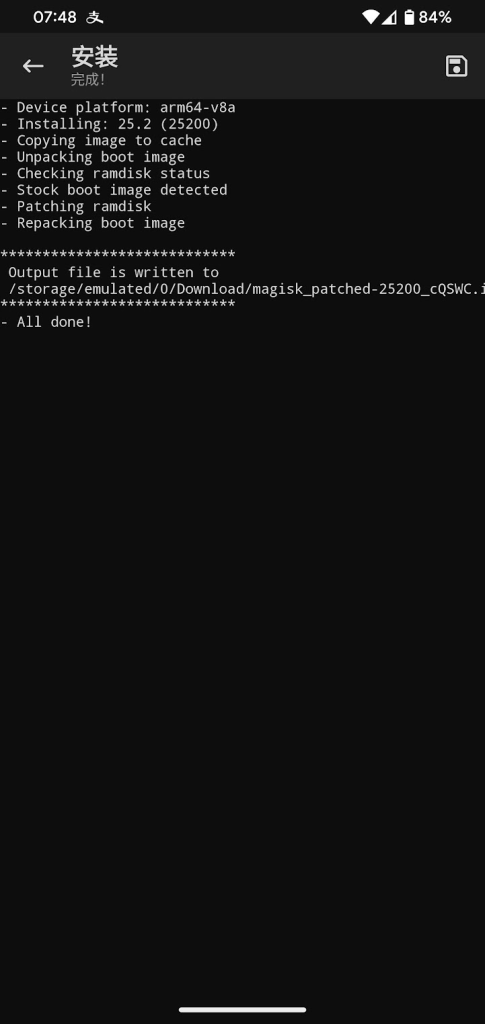 07:48 84%
安装
完成！
- Device platform: arm64-v8a
- Installing: 25.2 (25200)
- Copying image to cache
- Unpacking boot image
- Checking ramdisk status
- Stock boot image detected
- Patching ramdisk
- Repacking boot image
****************************
Output file is written to
/storage/emulated/0/Download/magisk_patched-25200_cQSWC.i
****************************
- All done!